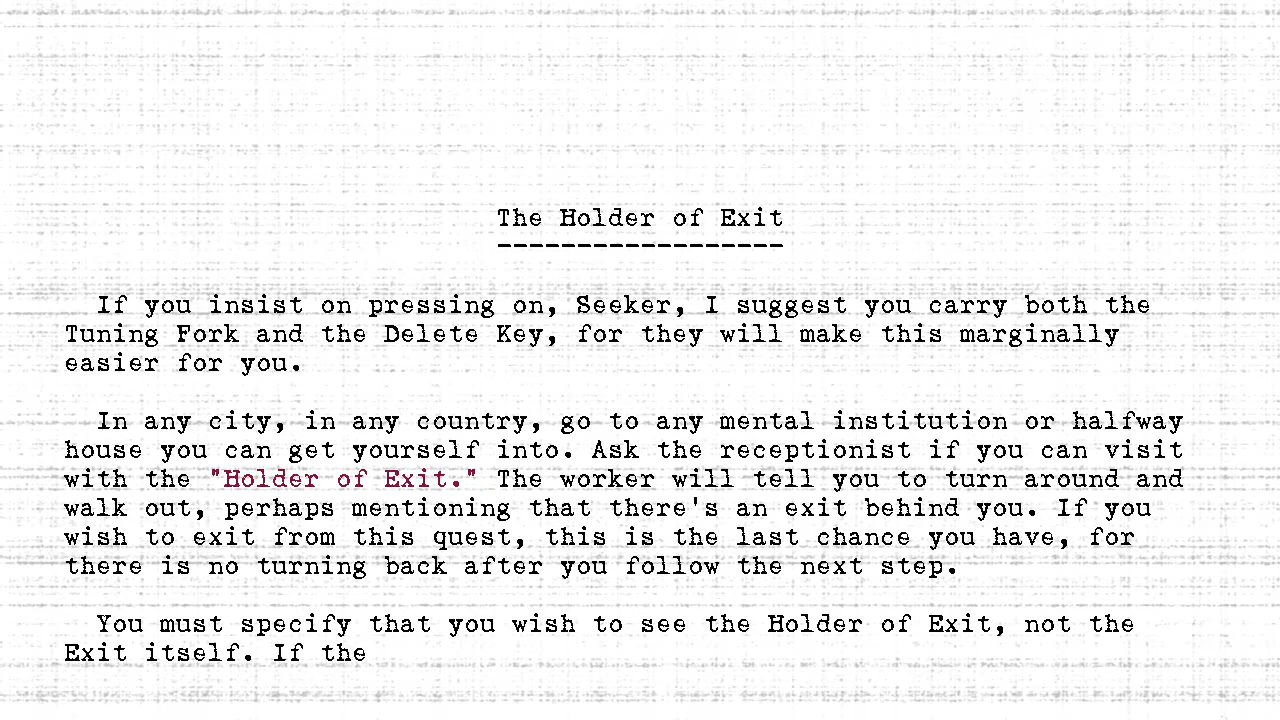 The Holder of Exit
------------------
If you insist on pressing on, Seeker, I suggest you carry both the
Tuning Fork and the Delete Key, for they will make this marginally
easier for you.
In any city, in any country, go to any mental institution or halfway
house you can get yourself into. Ask the receptionist if you can visit
with the "Holder of Exit." The worker will tell you to turn around and
walk out, perhaps mentioning that there's an exit behind you. If you
wish to exit from this quest, this is the last chance you have, for
there is no turning back after you follow the next step.
You must specify that you wish to see the Holder of Exit, not the
Exit itself. If the